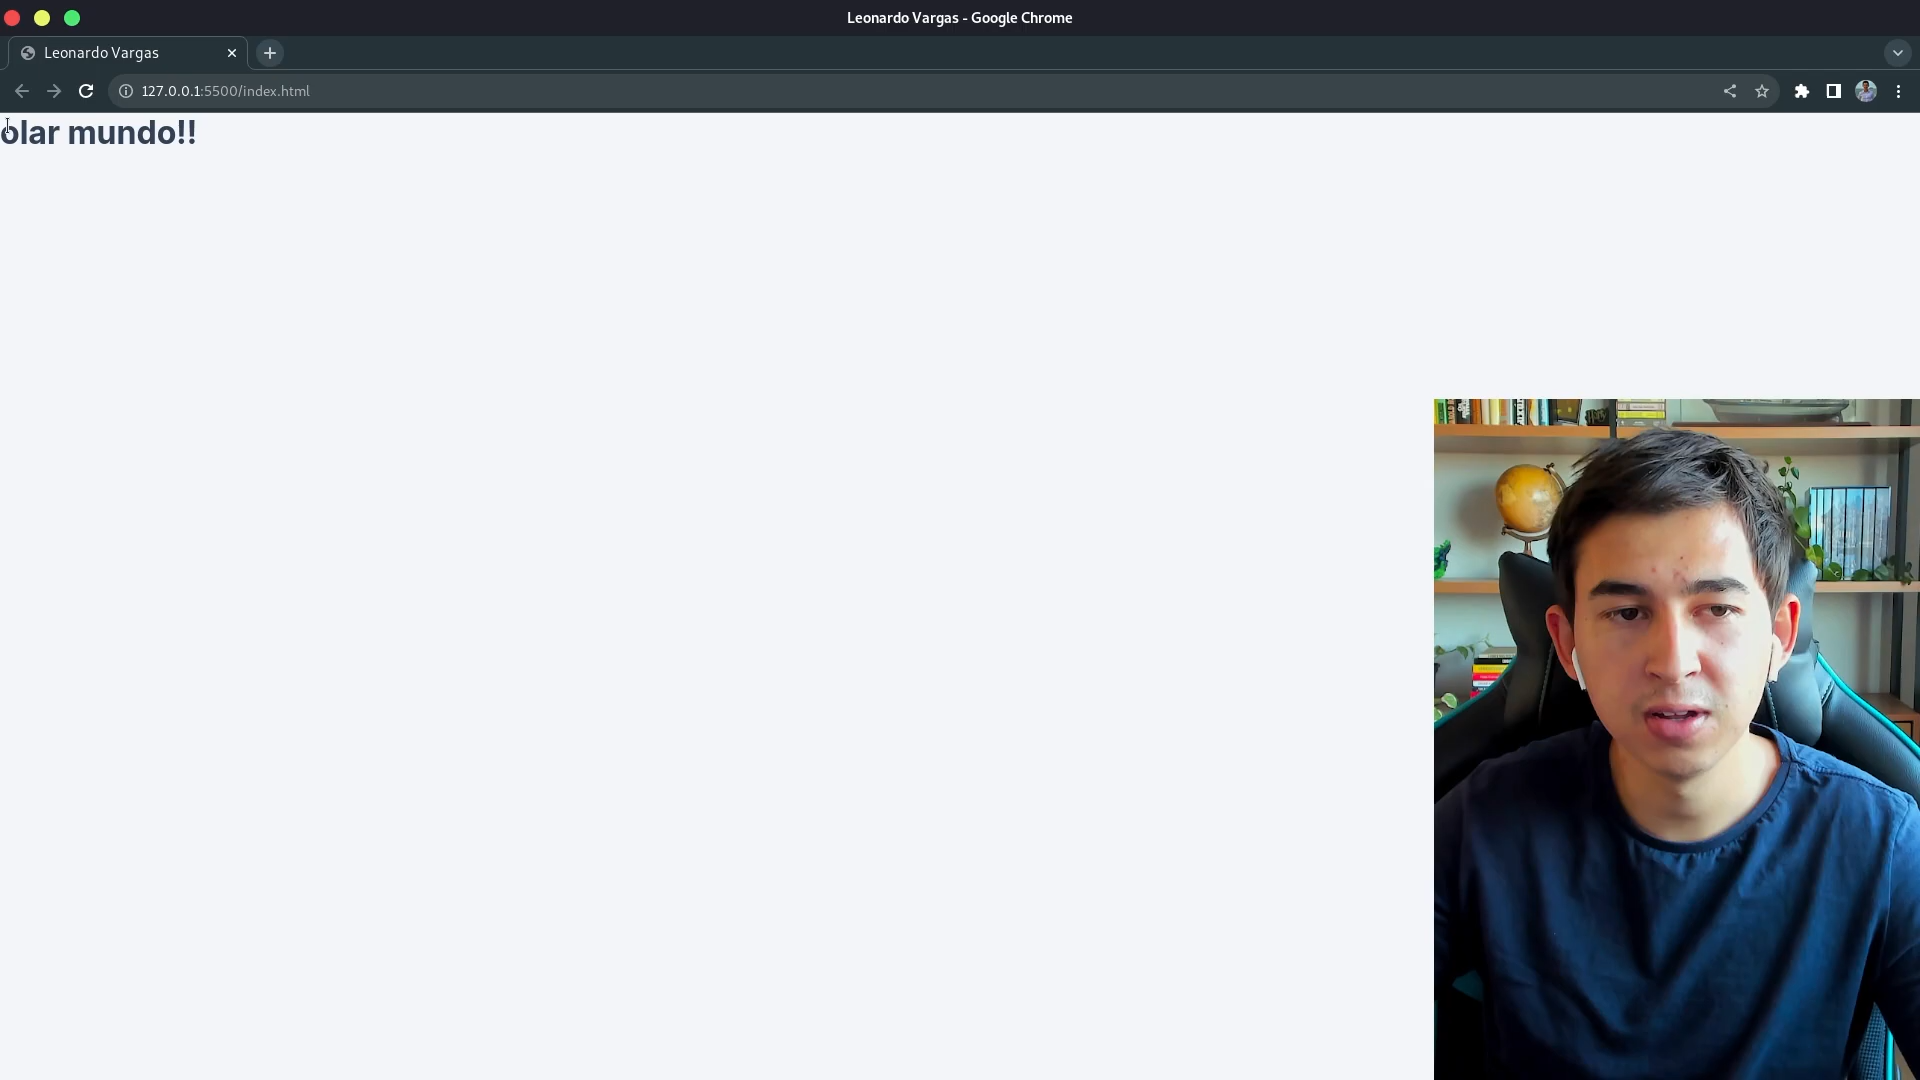 Leonardo Vargas - Google Chrome
Leonardo Vargas
127.0.0.1:5500/index.html
olar mundo!!